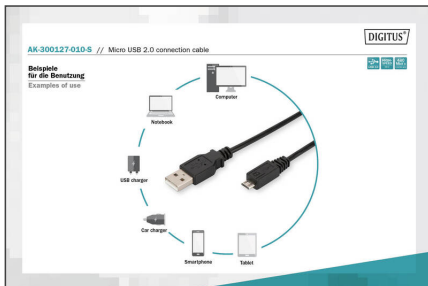 DIGITUS®
AK-300127-010-S // Micro USB 2.0 connection cable
Beispiele
für die Benutzung
Examples of use
Computer
Notebook
USB charger
Car charger
Smartphone
Tablet